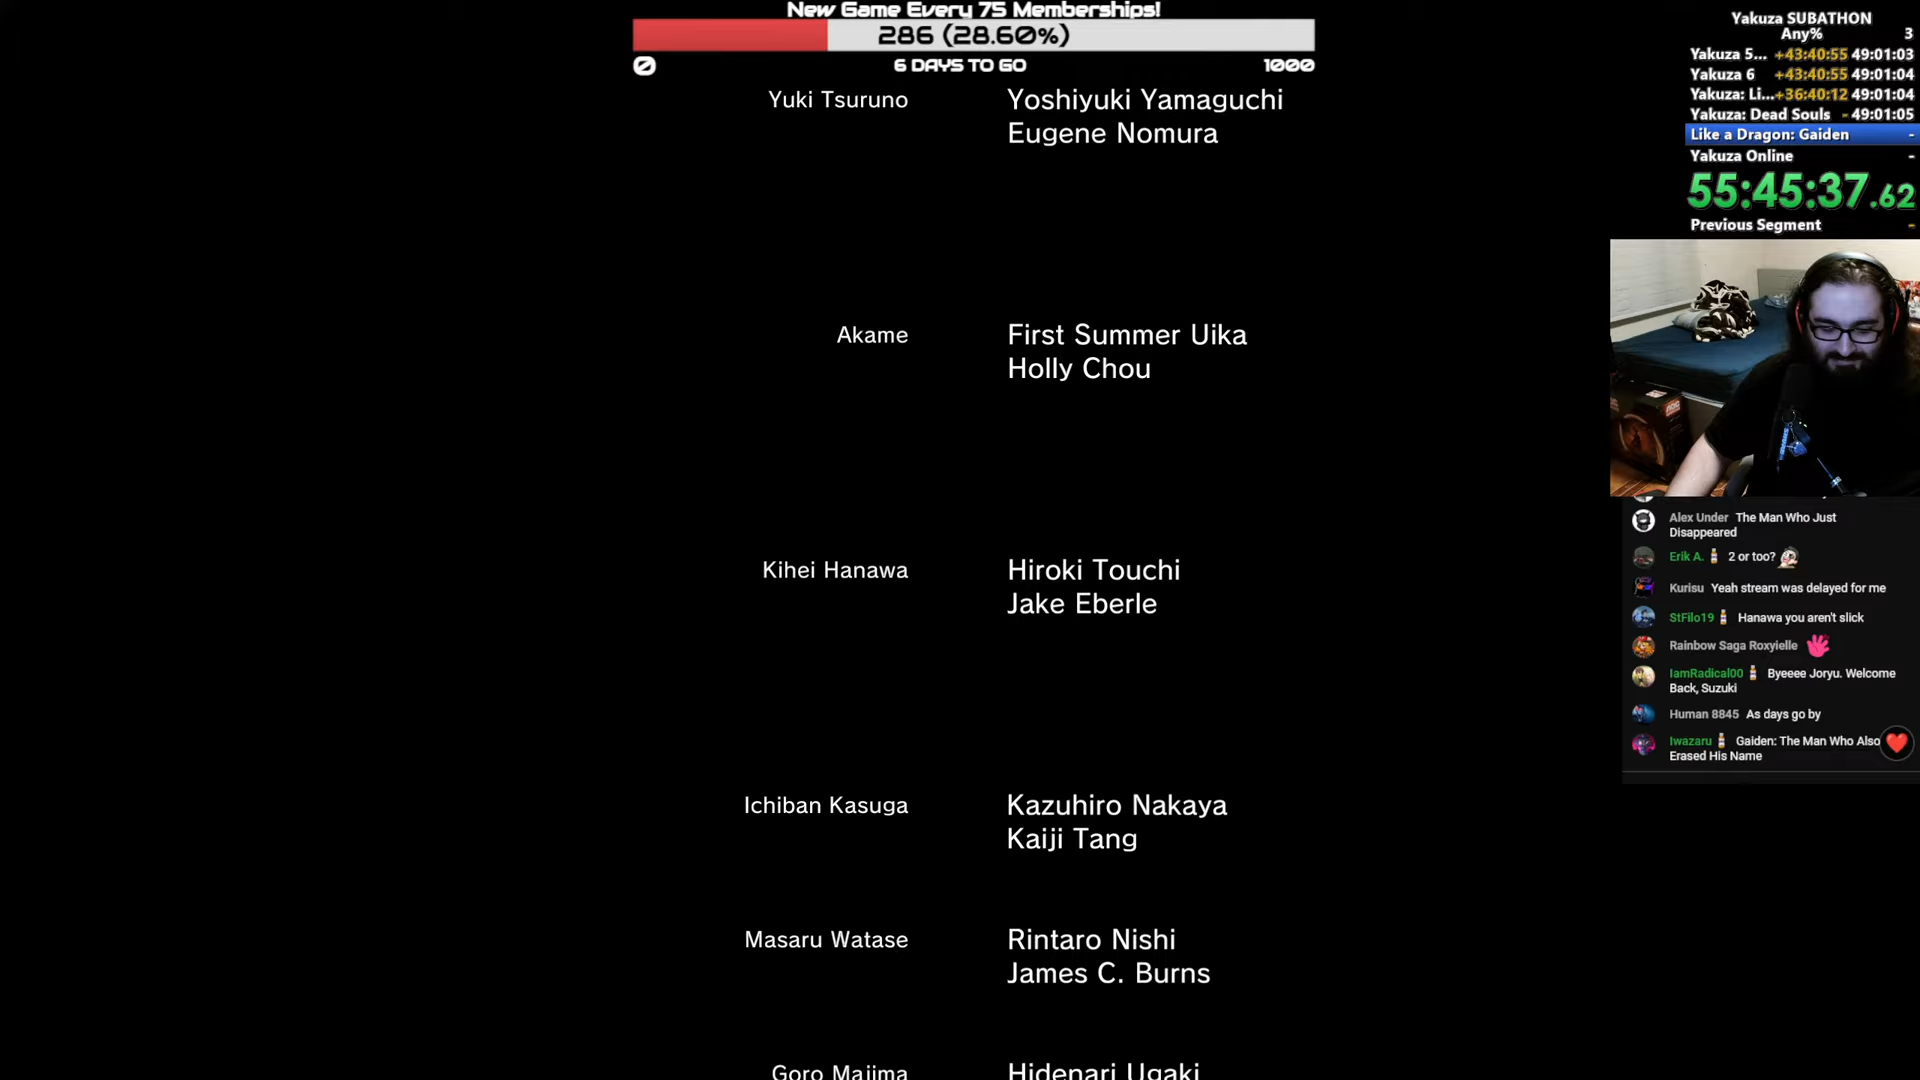 New Game Every 75 Memberships!
286 (28.60%)
0 6 DAYS TO GO 1000
Yuki Tsuruno Yoshiyuki Yamaguchi
Eugene Nomura
Akame First Summer Uika
Holly Chou
Kihei Hanawa Hiroki Touchi
Jake Eberle
Ichiban Kasuga Kazuhiro Nakaya
Kaiji Tang
Masaru Watase Rintaro Nishi
James C. Burns
Goro Majima Hidenari Ugaki
Yakuza SUBATHON
Any% 3
Yakuza 5... +43:40:55 49:01:03
Yakuza 6 +43:40:55 49:01:04
Yakuza: Li...+36:40:12 49:01:04
Yakuza: Dead Souls - 49:01:05
Like a Dragon: Gaiden -
Yakuza Online -
55:45:37.62
Previous Segment -
Alex Under The Man Who Just
Disappeared
Erik A. 2 or too?
Kurisu Yeah stream was delayed for me
StFilo19 Hanawa you aren't slick
Rainbow Saga Roxyielle
IamRadical00 Byeeee Joryu. Welcome
Back, Suzuki
Human 8845 As days go by
Iwazaru Gaiden: The Man Who Also
Erased His Name